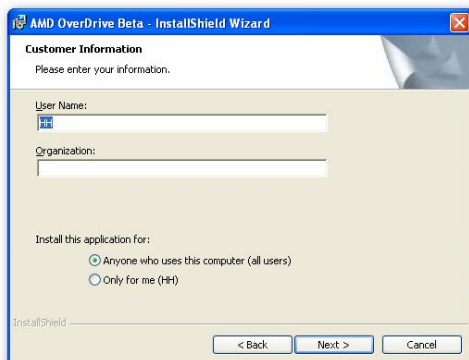 AMD OverDrive Beta - InstallShield Wizard
Customer Information
Please enter your information.
User Name:
HH
Organization:
Install this application for:
Anyone who uses this computer (all users)
Only for me (HH)
InstallShield
< Back Next > Cancel